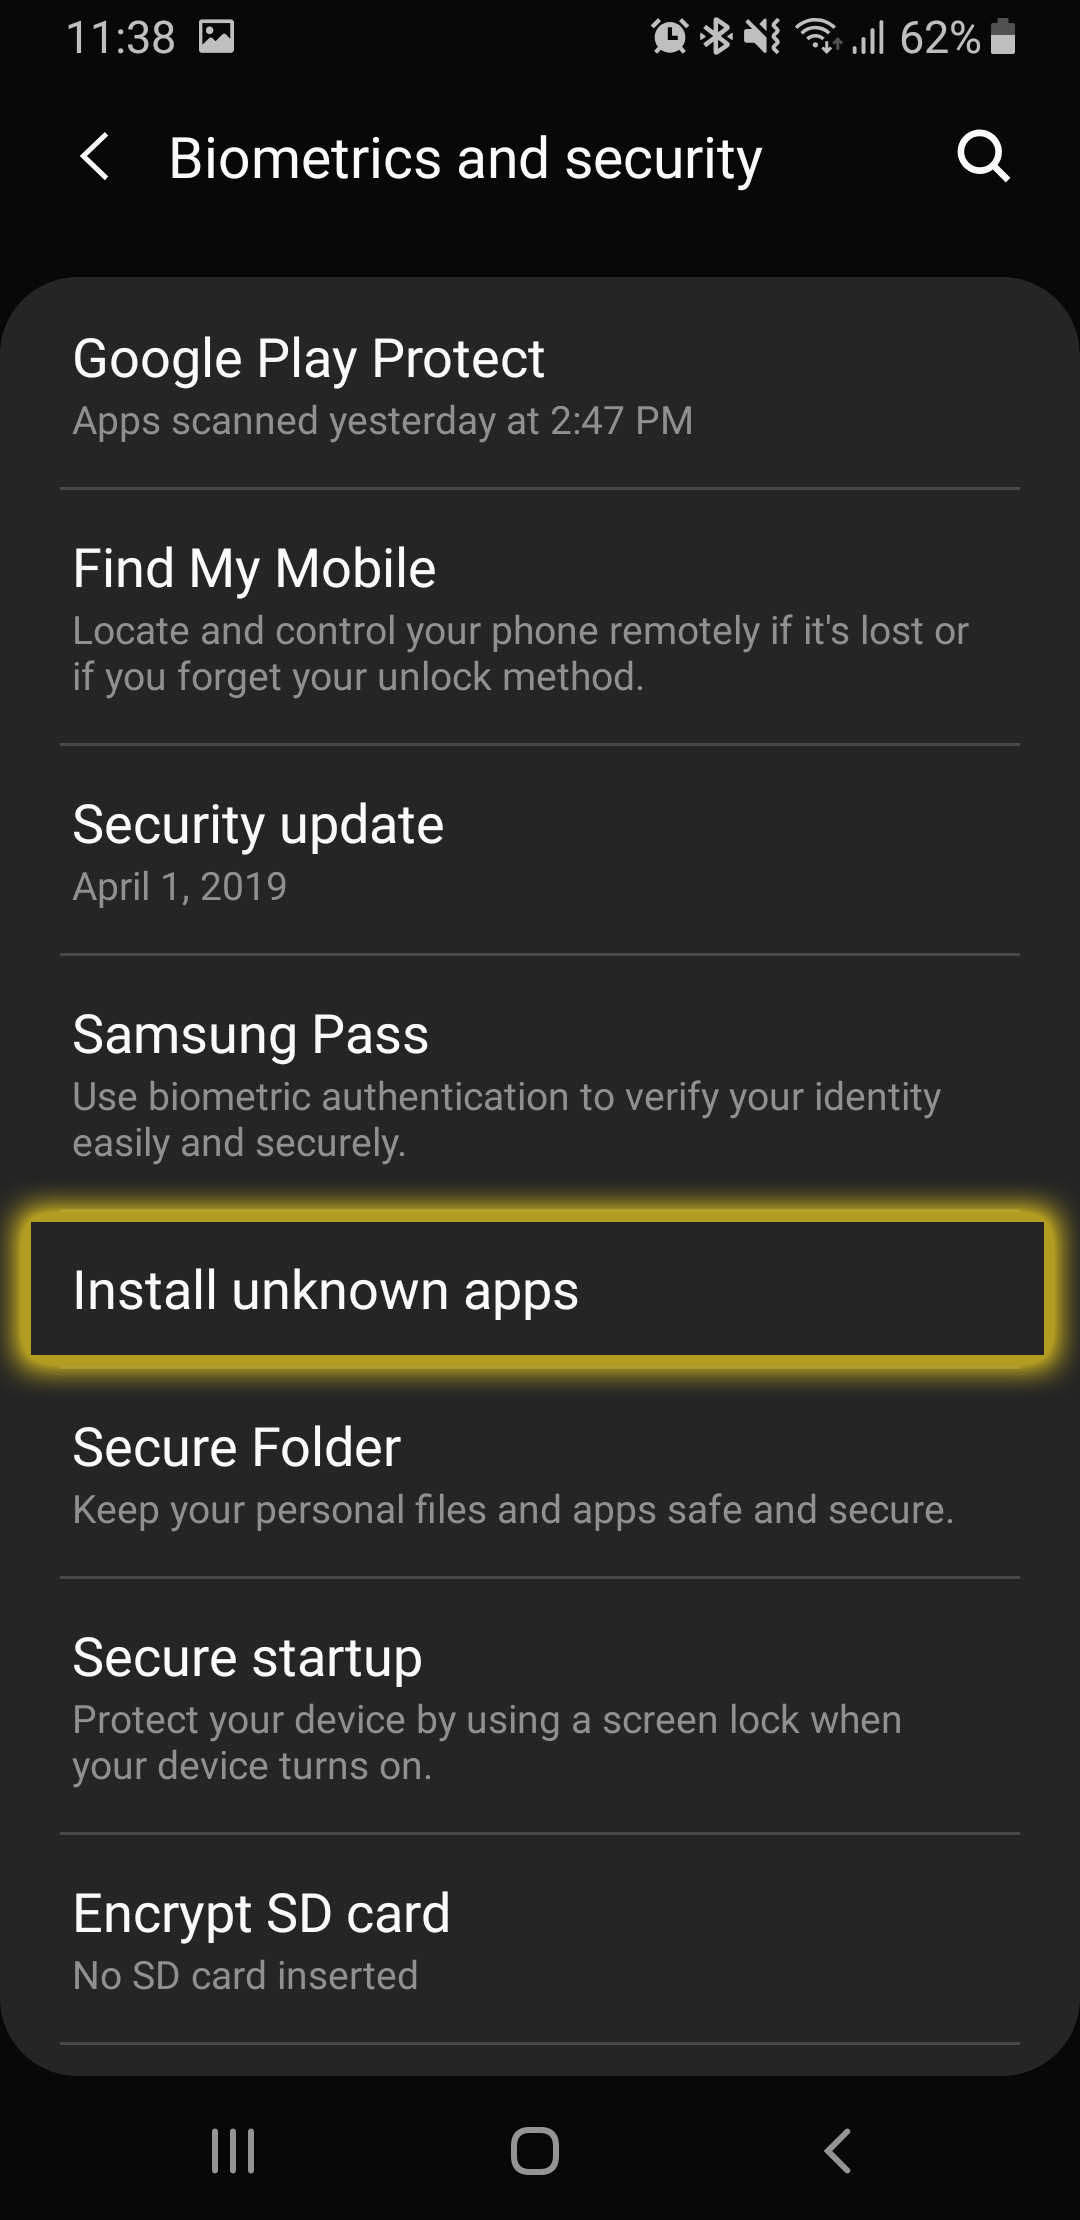 11:38 62%
Biometrics and security
Google Play Protect
Apps scanned yesterday at 2:47 PM
Find My Mobile
Locate and control your phone remotely if it's lost or
if you forget your unlock method.
Security update
April 1, 2019
Samsung Pass
Use biometric authentication to verify your identity
easily and securely.
Install unknown apps
Secure Folder
Keep your personal files and apps safe and secure.
Secure startup
Protect your device by using a screen lock when
your device turns on.
Encrypt SD card
No SD card inserted